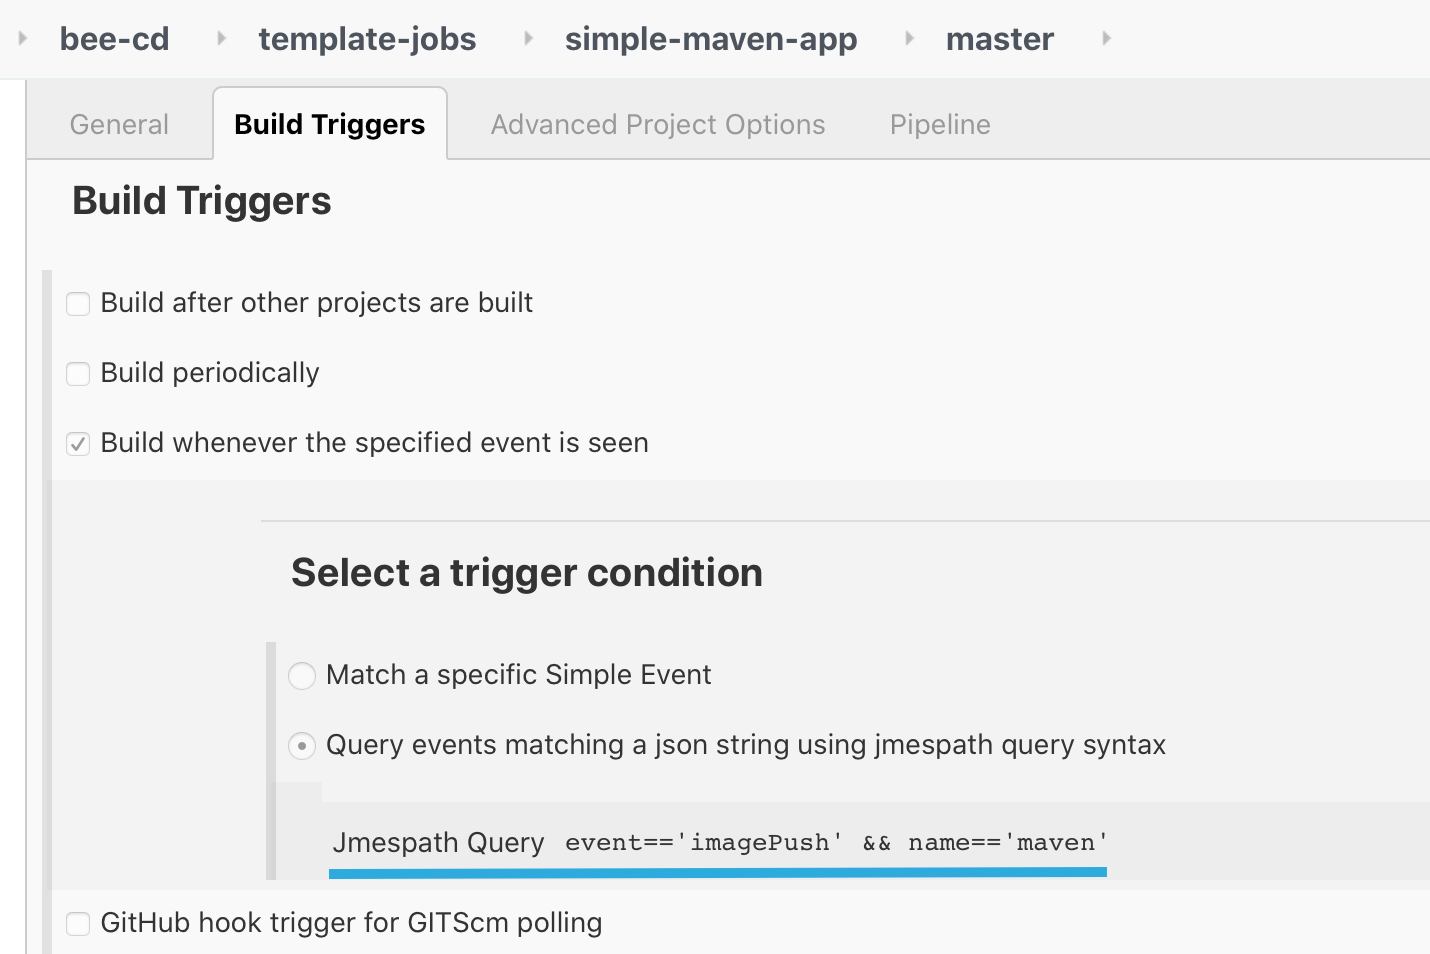 bee-cd template-jobs simple-maven-app master
General Build Triggers Advanced Project Options Pipeline
Build Triggers
Build after other projects are built
Build periodically
Build whenever the specified event is seen
Select a trigger condition
Match a specific Simple Event
Query events matching a json string using jmespath query syntax
Jmespath Query event=='imagePush' && name=='maven'
GitHub hook trigger for GITScm polling